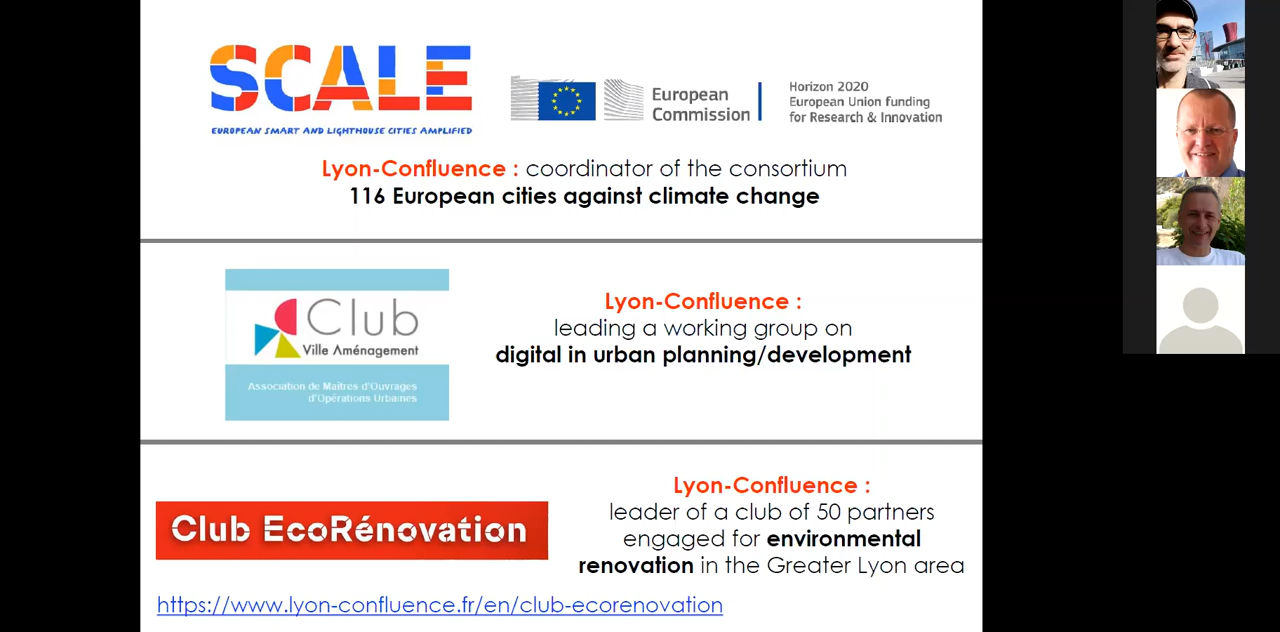 SCALE
EUROPEAN SMART AND LIGHTHOUSE CITIES AMPLIFIED
European
Commission
Horizon 2020
European Union funding
for Research & Innovation
Lyon-Confluence : coordinator of the consortium
116 European cities against climate change
Club
Ville Aménagement
Association de Maîtres d'Ouvrages
d'Opérations Urbaines
Lyon-Confluence :
leading a working group on
digital in urban planning/development
Club EcoRénovation
Lyon-Confluence :
leader of a club of 50 partners
engaged for environmental
renovation in the Greater Lyon area
https://www.lyon-confluence.fr/en/club-ecorenovation